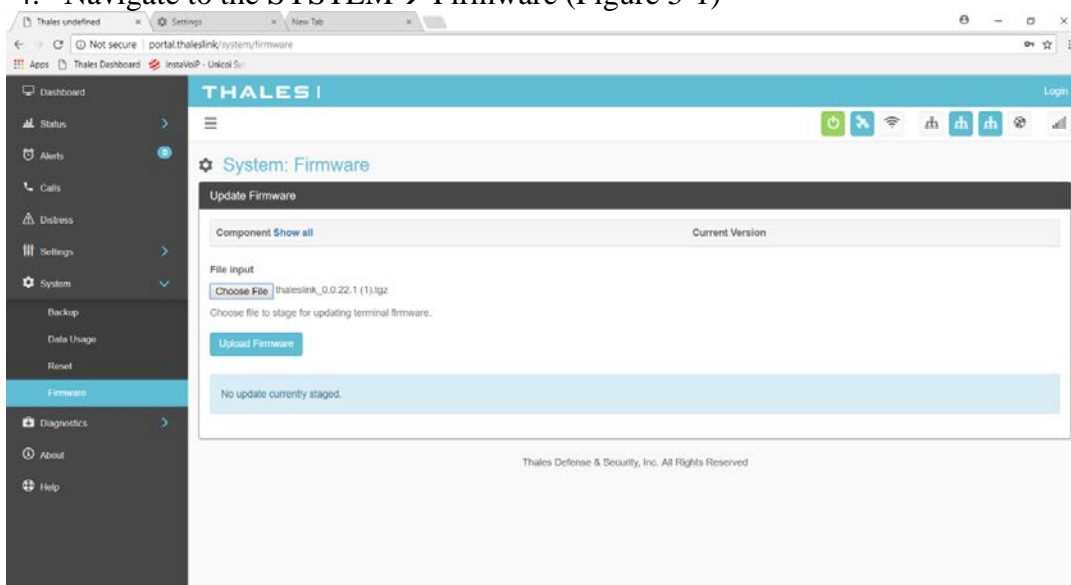 4. Navigate to the SYSTEM → Firmware (Figure 5-1)
Thales undefined
Settings
New Tab
Not secure | portal.thaleslink/system/firmware
Apps
Thales Dashboard
InstaVoIP - Unicoi Sy
Dashboard
THALES
Login
Status
Alerts
0
System: Firmware
Calls
Update Firmware
Distress
Component Show all
Current Version
Settings
File input
System
Choose File thaleslink_0.0.22.1 (1).tgz
Backup
Choose file to stage for updating terminal firmware.
Data Usage
Upload Firmware
Reset
Firmware
No update currently staged.
Diagnostics
About
Thales Defense & Security, Inc. All Rights Reserved
Help